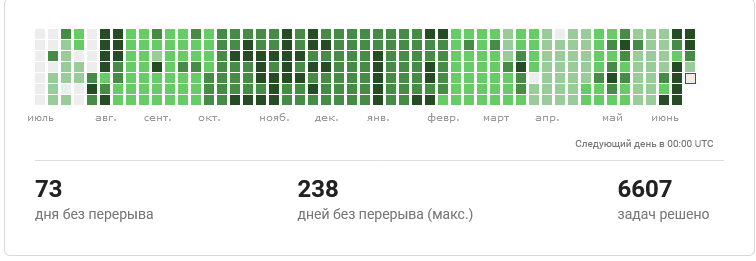 июль авг. сент. окт. нояб. дек. янв. февр. март апр. май июнь
Следующий день в 00:00 UTC
73 238 6607
дня без перерыва дней без перерыва (макс.) задач решено